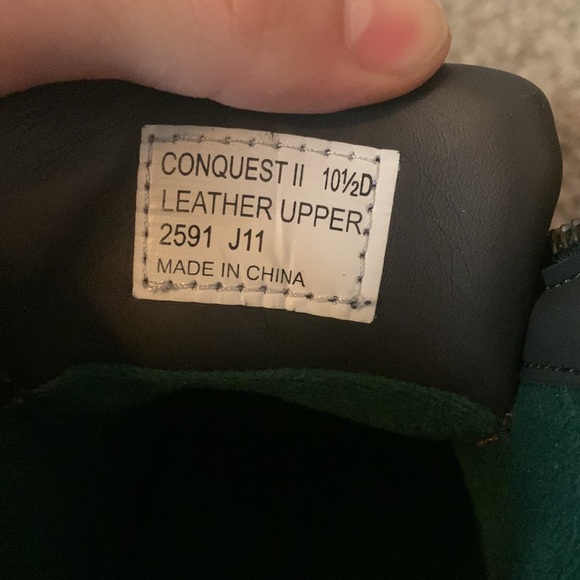 CONQUEST II 10½D
LEATHER UPPER
2591 J11
MADE IN CHINA